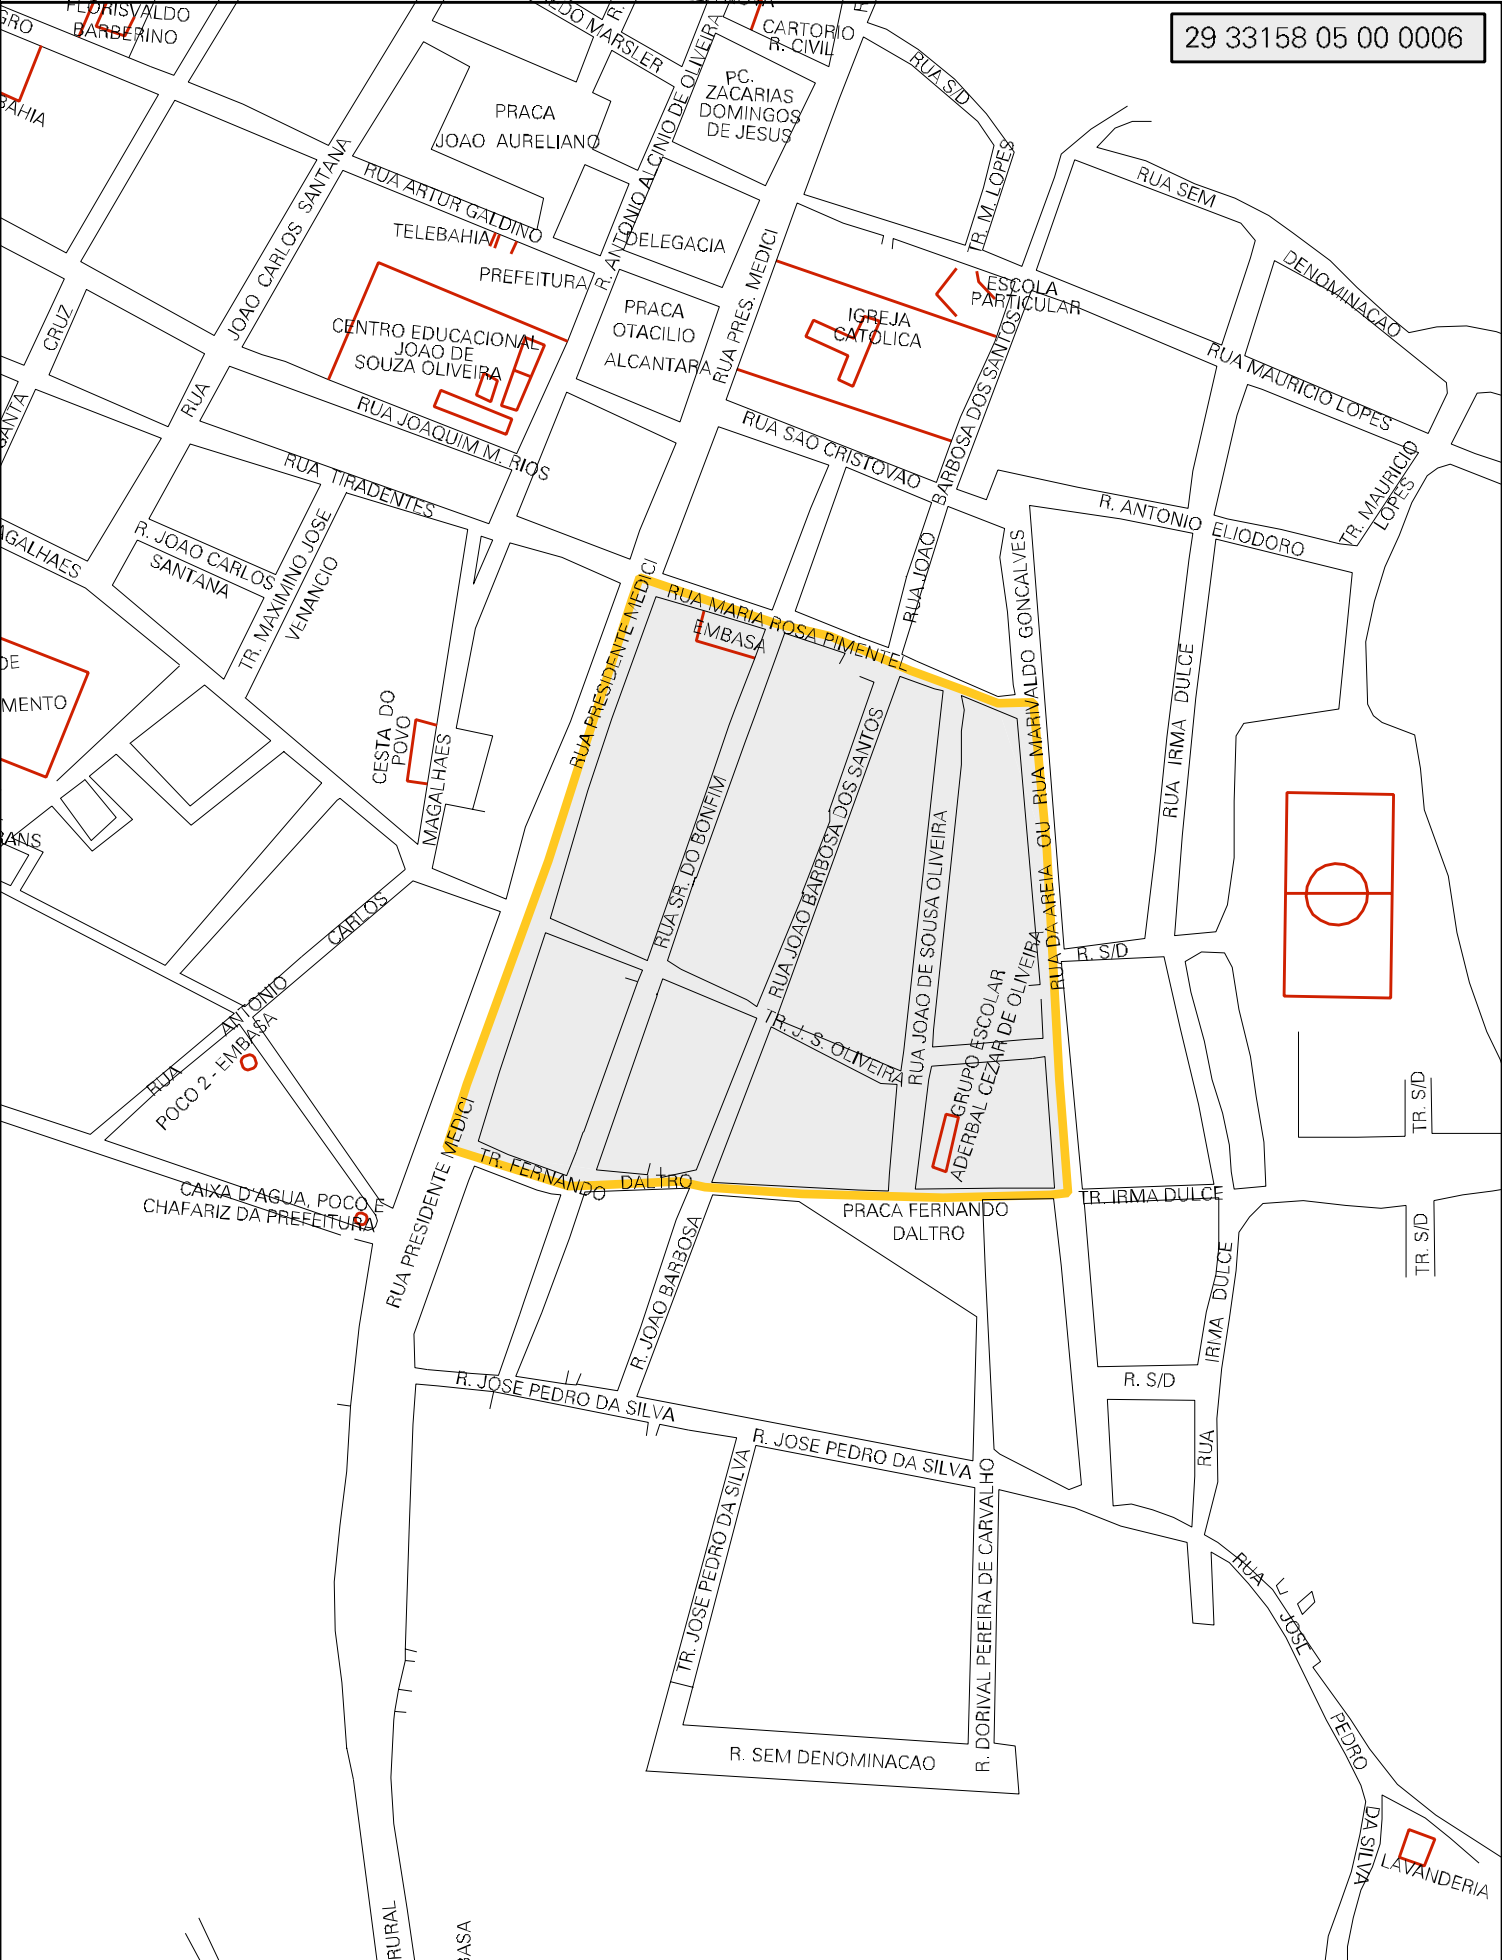 29 33158 05 00 0006
FLORISVALDO
BARBERINO
BAHIA
MARSLER
CARTORIO
R. CIVIL
RUA S/D
PC.
ZACARIAS
DOMINGOS
DE JESUS
PRACA
JOAO AURELIANO
R. ANTONIO ALCINIO DE OLIVEIRA
TR. M. LOPES
RUA SEM
DENOMINACAO
RUA ARTUR GALDINO
TELEBAHIA
PREFEITURA
DELEGACIA
JOAO CARLOS SANTANA
RUA
CRUZ
RUA PRES. MEDICI
PRACA
OTACILIO
ALCANTARA
ESCOLA
PARTICULAR
IGREJA
CATOLICA
CENTRO EDUCACIONAL
JOAO DE
SOUZA OLIVEIRA
RUA MAURICIO LOPES
TR. MAURICIO
LOPES
RUA JOAQUIM M. RIOS
RUA SAO CRISTOVAO
BARBOSA DOS SANTOS
RUA JOAO
RUA TIRADENTES
R. ANTONIO ELIODORO
R. JOAO CARLOS
SANTANA
TR. MAXIMINO JOSE
VENANCIO
MAGALHAES
RUA MARIA ROSA PIMENTEL
EMBASA
RUA PRESIDENTE MEDICI
RUA DA AREIA OU RUA MARIVALDO GONCALVES
RUA IRMA DULCE
CESTA DO
POVO
RUA SR. DO BONFIM
RUA JOAO BARBOSA DOS SANTOS
RUA JOAO DE SOUSA OLIVEIRA
R. S/D
RUA ANTONIO CARLOS
MAGALHAES
POCO 2 - EMBASA
TR. J. S. OLIVEIRA
GRUPO ESCOLAR
ADERBAL CEZAR DE OLIVEIRA
TR. S/D
TR. FERNANDO DALTRO
CAIXA D'AGUA, POCO E
CHAFARIZ DA PREFEITURA
RUA PRESIDENTE MEDICI
PRACA FERNANDO
DALTRO
TR. IRMA DULCE
TR. S/D
R. JOAO BARBOSA
RUA IRMA DULCE
R. S/D
R. JOSE PEDRO DA SILVA
R. JOSE PEDRO DA SILVA
TR. JOSE PEDRO DA SILVA
R. DORIVAL PEREIRA DE CARVALHO
R. SEM DENOMINACAO
RUA JOSE PEDRO DA SILVA
LAVANDERIA
RURAL